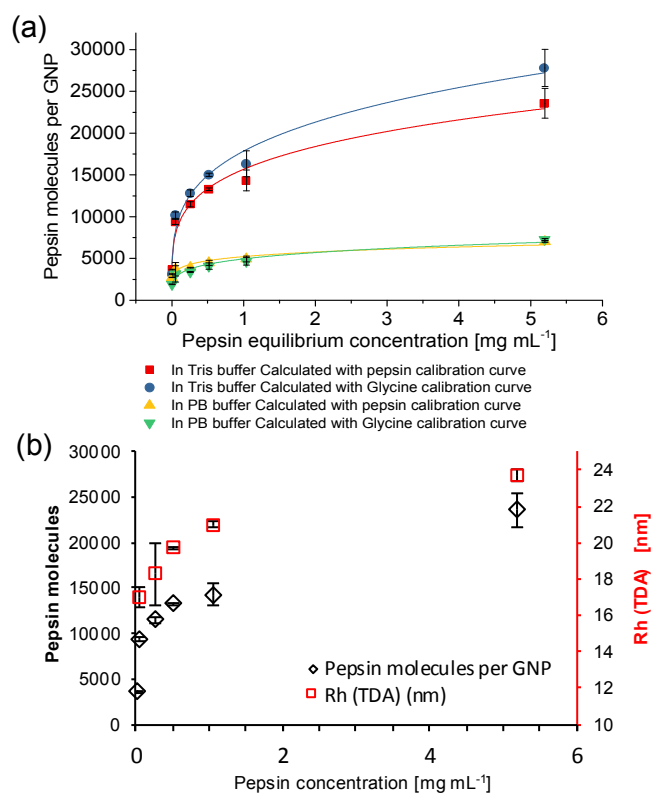 (a)
Pepsin molecules per GNP
30000
25000
20000
15000
10000
5000
0
0 1 2 3 4 5 6
Pepsin equilibrium concentration [mg mL⁻¹]
In Tris buffer Calculated with pepsin calibration curve
In Tris buffer Calculated with Glycine calibration curve
In PB buffer Calculated with pepsin calibration curve
In PB buffer Calculated with Glycine calibration curve
(b)
Pepsin molecules
30000
25000
20000
15000
10000
5000
0
24
22
20
18
16
14
12
10
Rh (TDA) [nm]
Pepsin molecules per GNP
Rh (TDA) (nm)
0 2 4 6
Pepsin concentration [mg mL⁻¹]